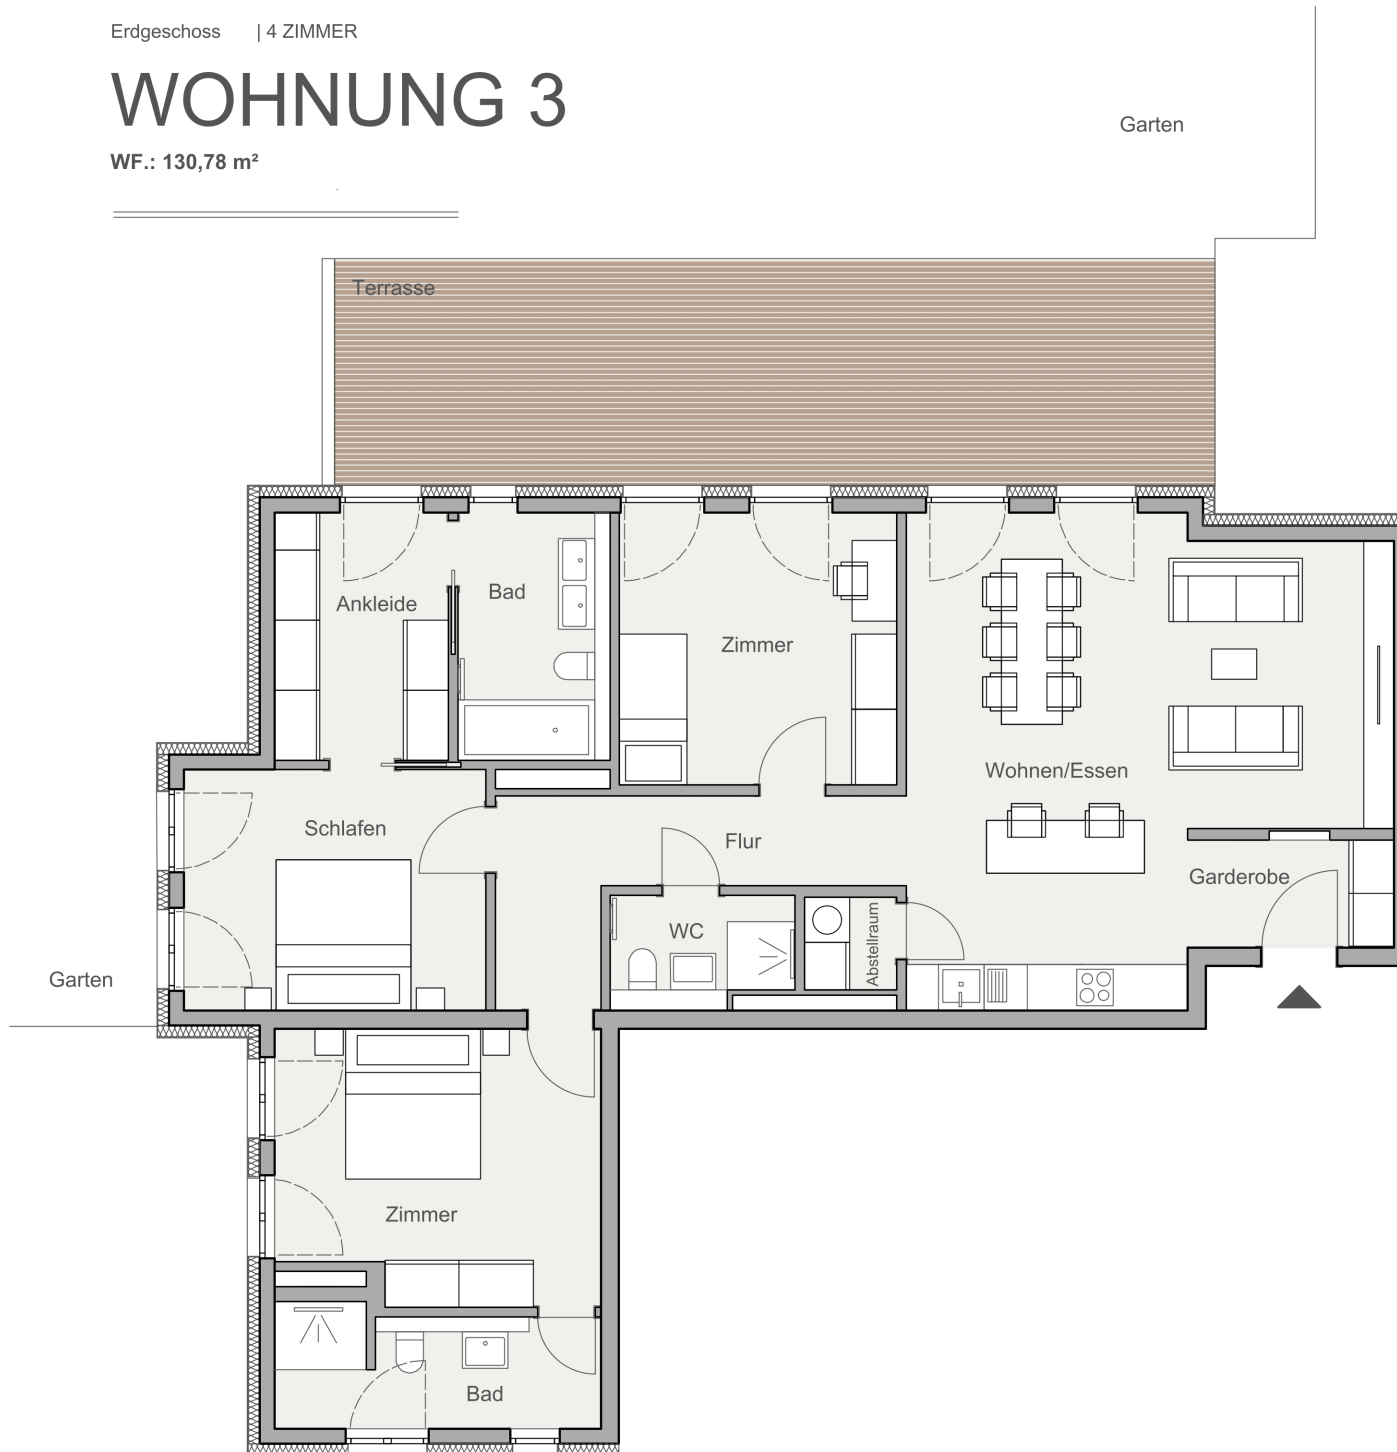 Erdgeschoss | 4 ZIMMER
WOHNUNG 3
WF.: 130,78 m²
Garten
Terrasse
Ankleide
Bad
Zimmer
Wohnen/Essen
Schlafen
Flur
Garderobe
WC
Abstellraum
Garten
Zimmer
Bad